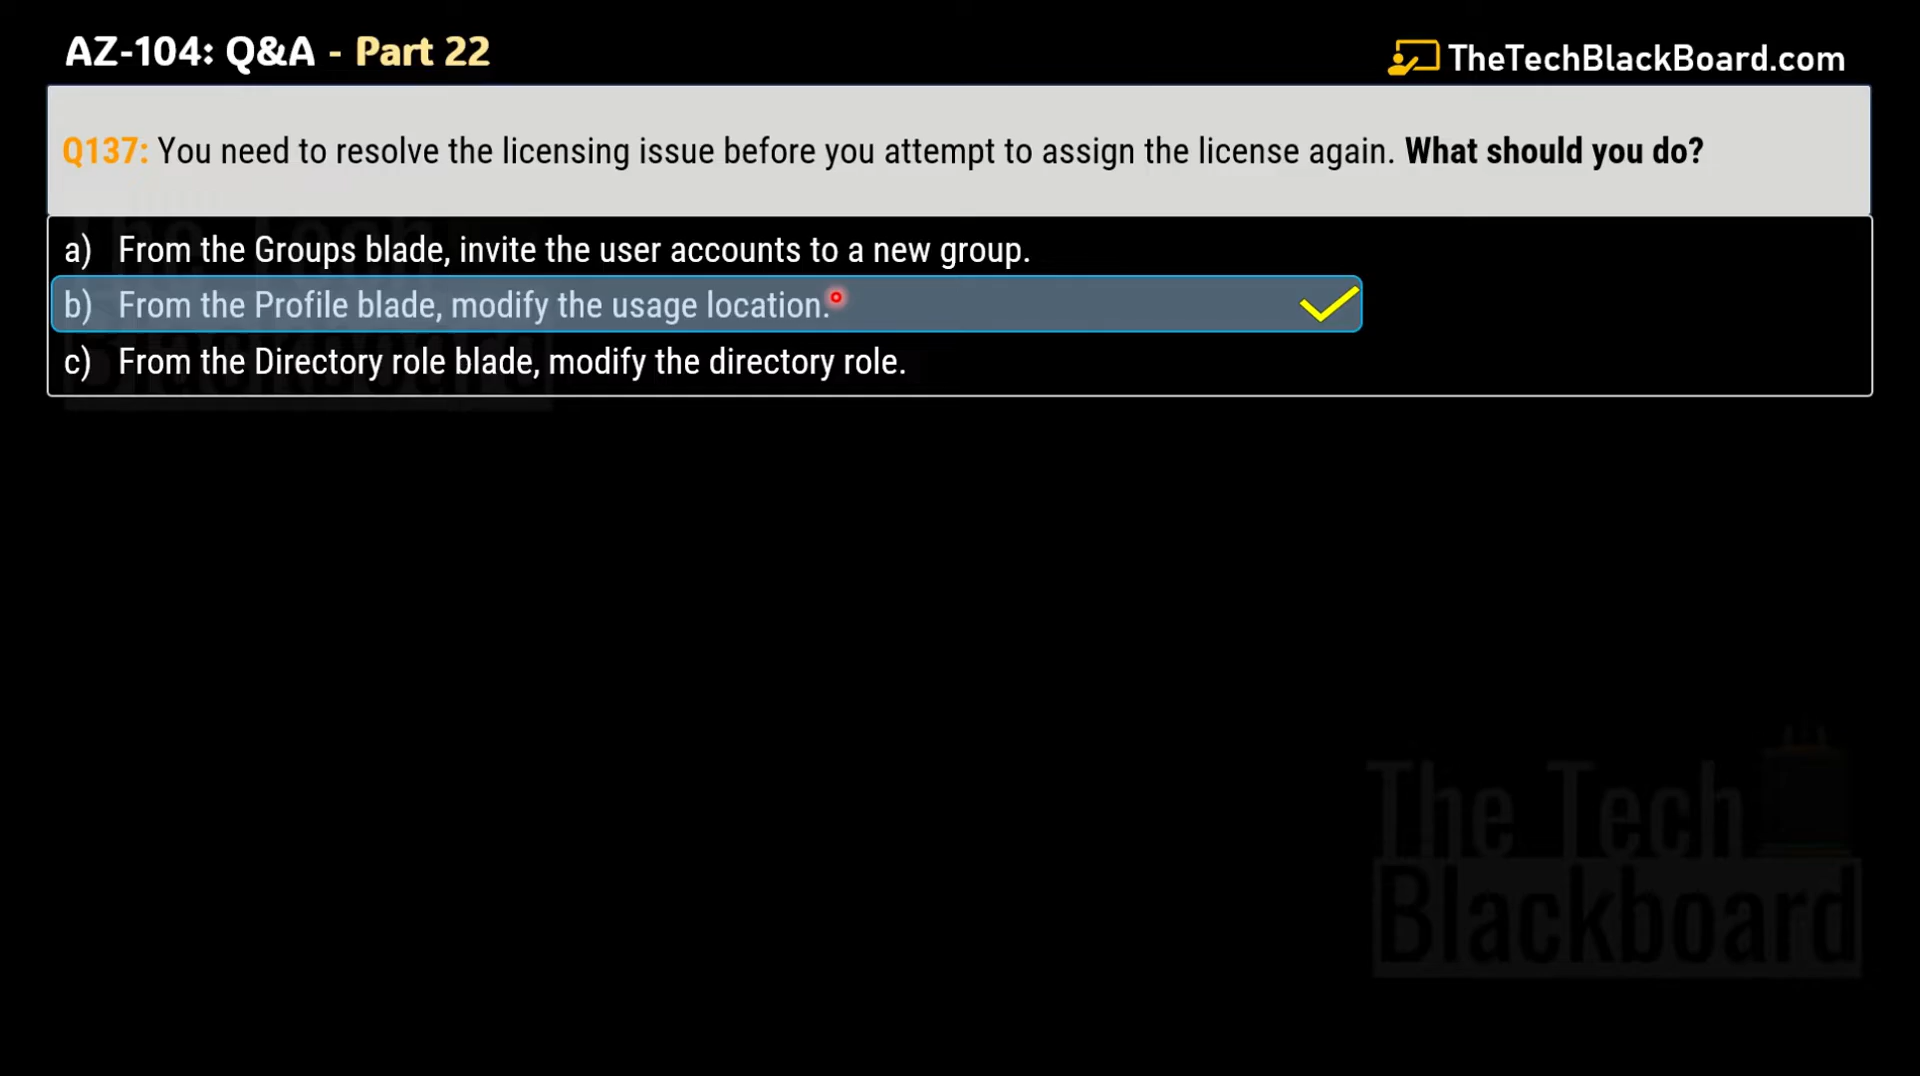 AZ-104: Q&A - Part 22
TheTechBlackBoard.com
Q137: You need to resolve the licensing issue before you attempt to assign the license again. What should you do?
a) From the Groups blade, invite the user accounts to a new group.
b) From the Profile blade, modify the usage location.
c) From the Directory role blade, modify the directory role.
The Tech
Blackboard